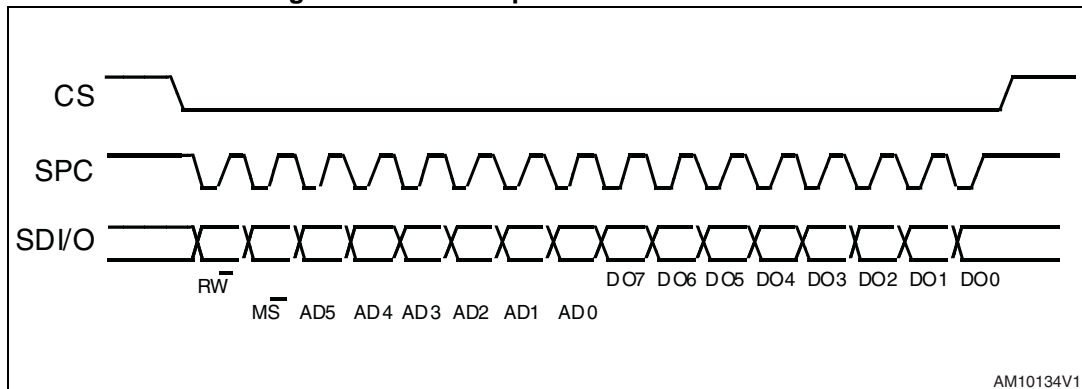 CS
SPC
SDI/O
DO7 DO6 DO5 DO4 DO3 DO2 DO1 DO0
RW
MS AD5 AD4 AD3 AD2 AD1 AD0
AM10134V1